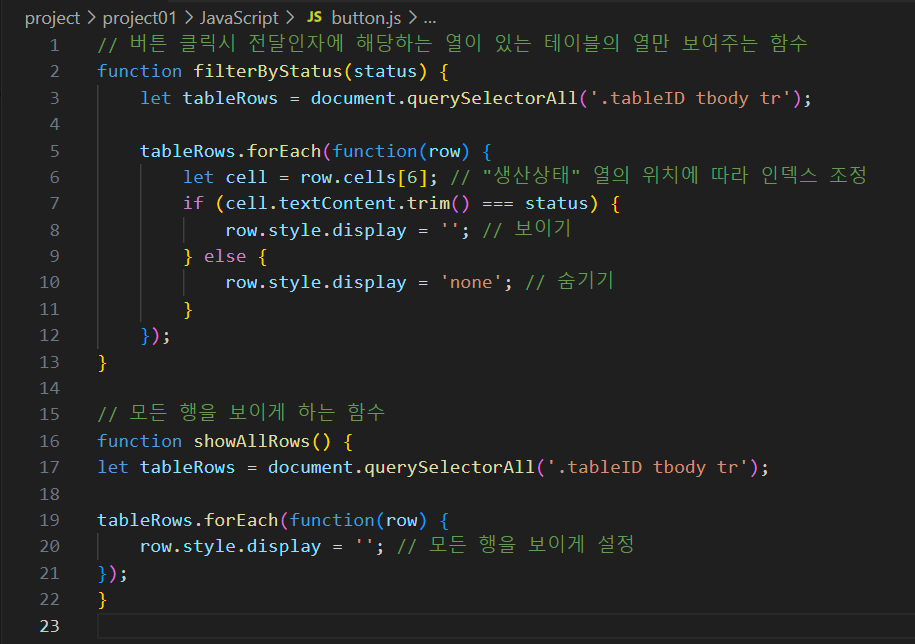 project > project01 > JavaScript > JS button.js > ...
1 // 버튼 클릭시 전달인자에 해당하는 열이 있는 테이블의 열만 보여주는 함수
2 function filterByStatus(status) {
3     let tableRows = document.querySelectorAll('.tableID tbody tr');
4
5     tableRows.forEach(function(row) {
6         let cell = row.cells[6]; // "생산상태" 열의 위치에 따라 인덱스 조정
7         if (cell.textContent.trim() === status) {
8             row.style.display = ''; // 보이기
9         } else {
10             row.style.display = 'none'; // 숨기기
11         }
12     });
13 }
14
15 // 모든 행을 보이게 하는 함수
16 function showAllRows() {
17 let tableRows = document.querySelectorAll('.tableID tbody tr');
18
19 tableRows.forEach(function(row) {
20     row.style.display = ''; // 모든 행을 보이게 설정
21 });
22 }
23